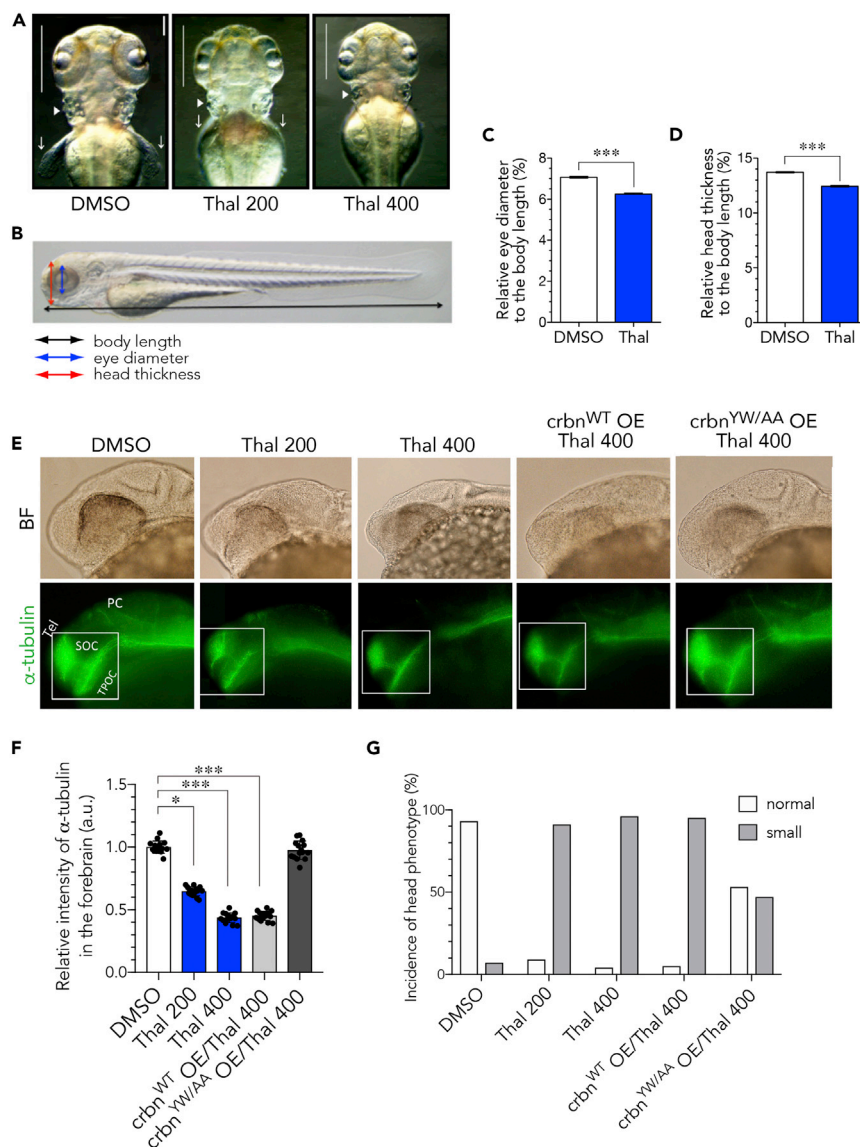 A
DMSO
Thal 200
Thal 400
B
body length
eye diameter
head thickness
C
***
Relative eye diameter
to the body length (%)
8
6
4
2
0
DMSO
Thal
D
***
Relative head thickness
to the body length (%)
15
10
5
0
DMSO
Thal
E
DMSO
Thal 200
Thal 400
crbnWT OE
Thal 400
crbnYW/AA OE
Thal 400
BF
α-tubulin
PC
Tel
SOC
TPOC
F
Relative intensity of α-tubulin
in the forebrain (a.u.)
1.5
1.0
0.5
0.0
***
***
*
DMSO
Thal 200
Thal 400
crbnWT OE/Thal 400
crbnYW/AA OE/Thal 400
G
Incidence of head phenotype (%)
100
50
0
normal
small
DMSO
Thal 200
Thal 400
crbnWT OE/Thal 400
crbnYW/AA OE/Thal 400